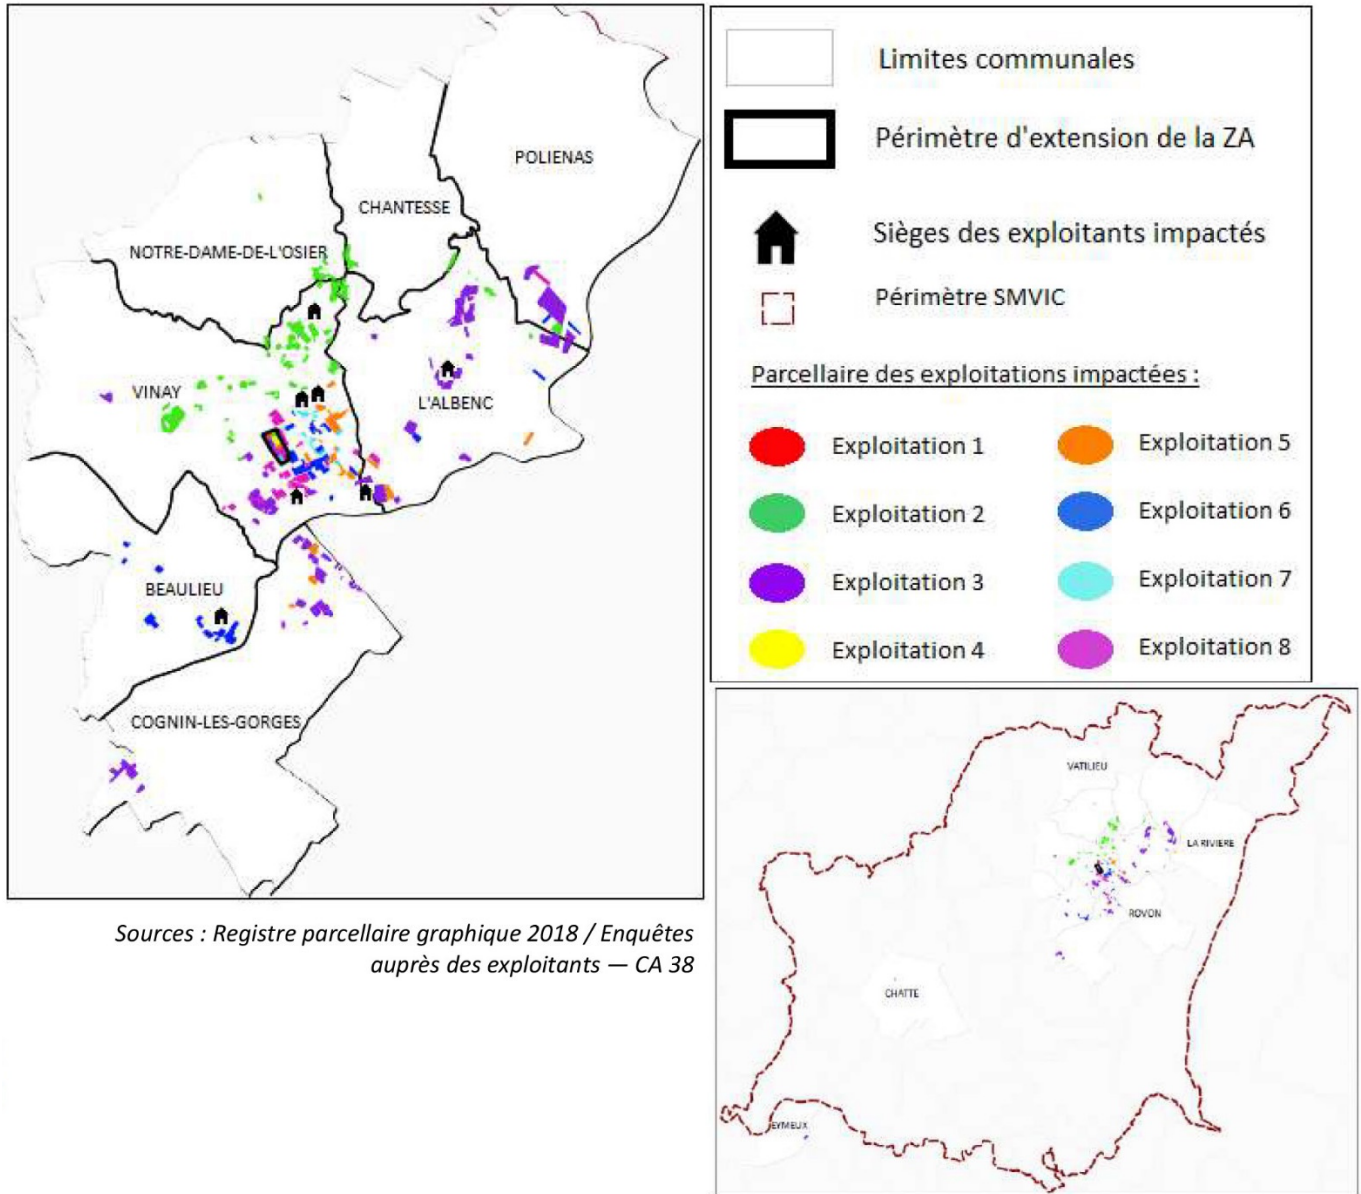 POLIENAS
CHANTESSE
NOTRE-DAME-DE-L'OSIER
VINAY
L'ALBENC
BEAULIEU
COGNIN-LES-GORGES
Sources : Registre parcellaire graphique 2018 / Enquêtes
auprès des exploitants — CA 38
Limites communales
Périmètre d'extension de la ZA
Sièges des exploitants impactés
Périmètre SMVIC
Parcellaire des exploitations impactées :
Exploitation 1
Exploitation 5
Exploitation 2
Exploitation 6
Exploitation 3
Exploitation 7
Exploitation 4
Exploitation 8
VATILIEU
LA RIVIERE
ROVON
CHATTE
EYMEUX